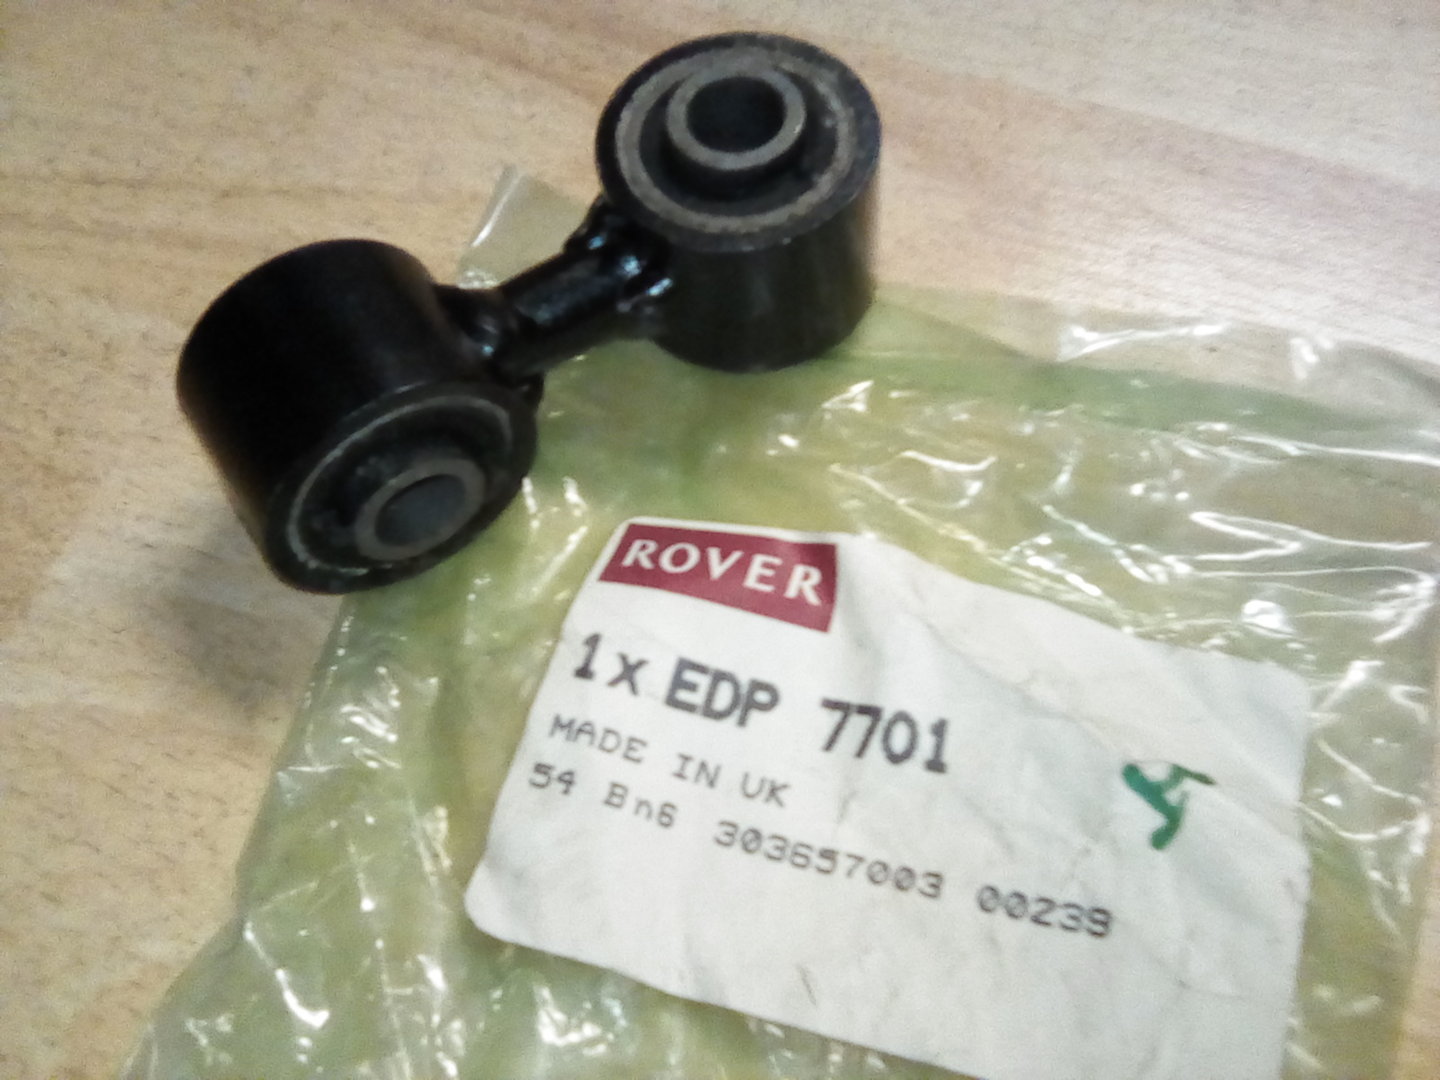 ROVER
1 x EDP 7701
MADE IN UK
54 Bn6 303657003 00239